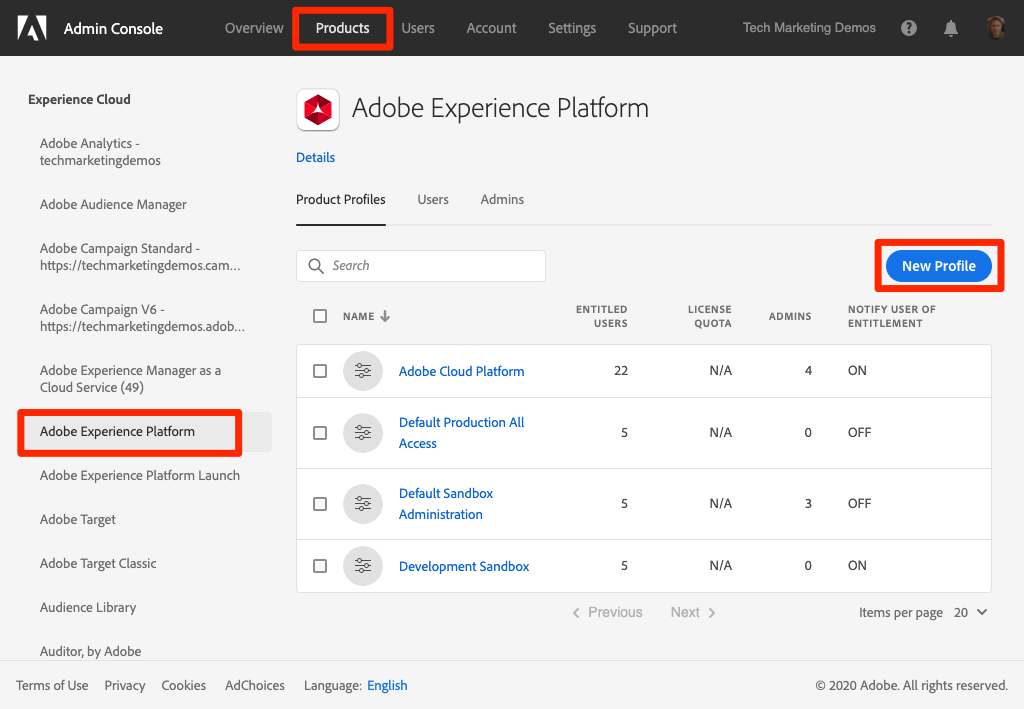 Admin Console
Overview
Products
Users
Account
Settings
Support
Tech Marketing Demos
?
Experience Cloud
Adobe Analytics -
techmarketingdemos
Adobe Audience Manager
Adobe Campaign Standard -
https://techmarketingdemos.cam...
Adobe Campaign V6 -
https://techmarketingdemos.adob...
Adobe Experience Manager as a
Cloud Service (49)
Adobe Experience Platform
Adobe Experience Platform Launch
Adobe Target
Adobe Target Classic
Audience Library
Auditor, by Adobe
Adobe Experience Platform
Details
Product Profiles
Users
Admins
Search
New Profile
NAME
ENTITLED
USERS
LICENSE
QUOTA
ADMINS
NOTIFY USER OF
ENTITLEMENT
Adobe Cloud Platform
22
N/A
4
ON
Default Production All
Access
5
N/A
0
OFF
Default Sandbox
Administration
5
N/A
3
OFF
Development Sandbox
5
N/A
0
ON
Previous
Next
Items per page 20
Terms of Use
Privacy
Cookies
AdChoices
Language: English
© 2020 Adobe. All rights reserved.